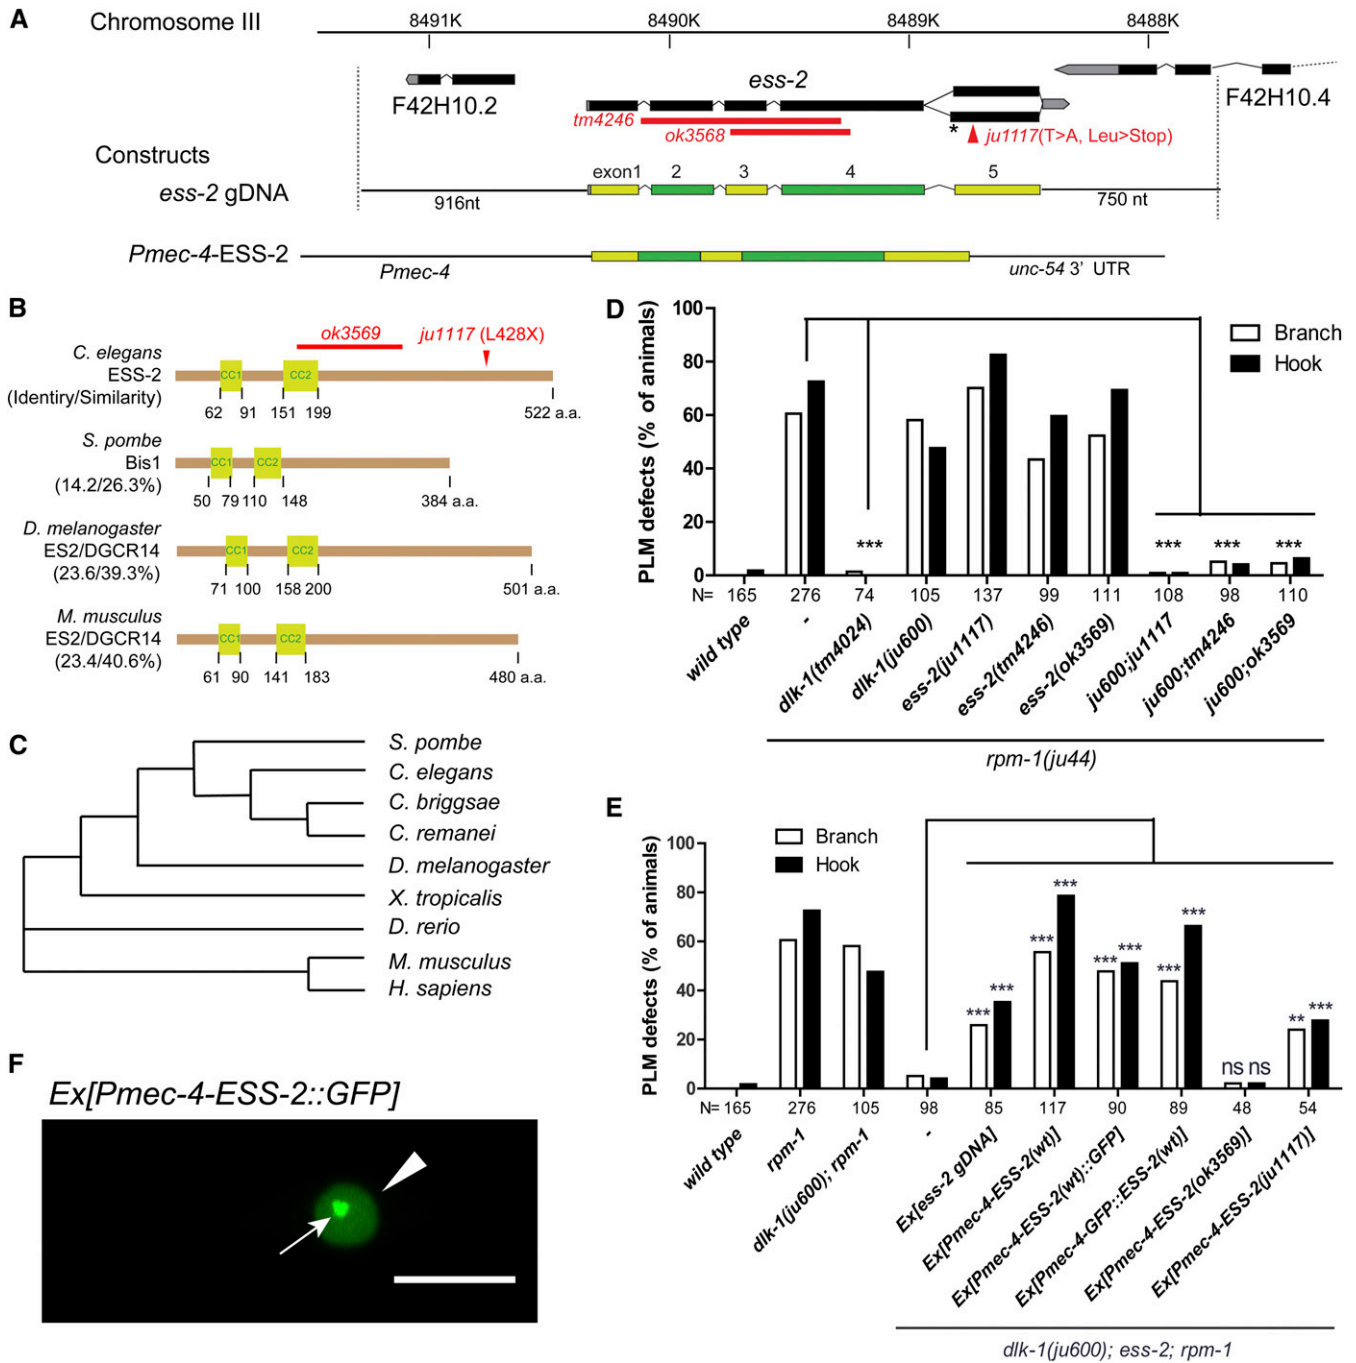 A
Chromosome III
8491K 8490K 8489K 8488K
ess-2
F42H10.2
F42H10.4
tm4246
ok3568
*
ju1117(T>A, Leu>Stop)
Constructs
ess-2 gDNA
exon1 2 3 4 5
916nt
750 nt
Pmec-4-ESS-2
Pmec-4
unc-54 3’ UTR
B
ok3569
ju1117 (L428X)
C. elegans
ESS-2
(Identiry/Similarity)
CC1 CC2
62 91 151 199 522 a.a.
S. pombe
Bis1
(14.2/26.3%)
CC1 CC2
50 79 110 148 384 a.a.
D. melanogaster
ES2/DGCR14
(23.6/39.3%)
CC1 CC2
71 100 158 200 501 a.a.
M. musculus
ES2/DGCR14
(23.4/40.6%)
CC1 CC2
61 90 141 183 480 a.a.
C
S. pombe
C. elegans
C. briggsae
C. remanei
D. melanogaster
X. tropicalis
D. rerio
M. musculus
H. sapiens
D
PLM defects (% of animals)
100
80
60
40
20
0
Branch
Hook
*** *** *** ***
N= 165 276 74 105 137 99 111 108 98 110
wild type
-
dlk-1(tm4024)
dlk-1(ju600)
ess-2(ju1117)
ess-2(tm4246)
ess-2(ok3569)
ju600;ju1117
ju600;tm4246
ju600;ok3569
rpm-1(ju44)
E
PLM defects (% of animals)
100
80
60
40
20
0
Branch
Hook
*** *** *** *** *** *** *** *** ns ns ** ***
N= 165 276 105 98 85 117 90 89 48 54
wild type
rpm-1
dlk-1(ju600); rpm-1
-
Ex[ess-2 gDNA]
Ex[Pmec-4-ESS-2(wt)]
Ex[Pmec-4-ESS-2(wt)::GFP]
Ex[Pmec-4-GFP::ESS-2(wt)]
Ex[Pmec-4-ESS-2(ok3569)]
Ex[Pmec-4-ESS-2(ju1117)]
dlk-1(ju600); ess-2; rpm-1
F
Ex[Pmec-4-ESS-2::GFP]